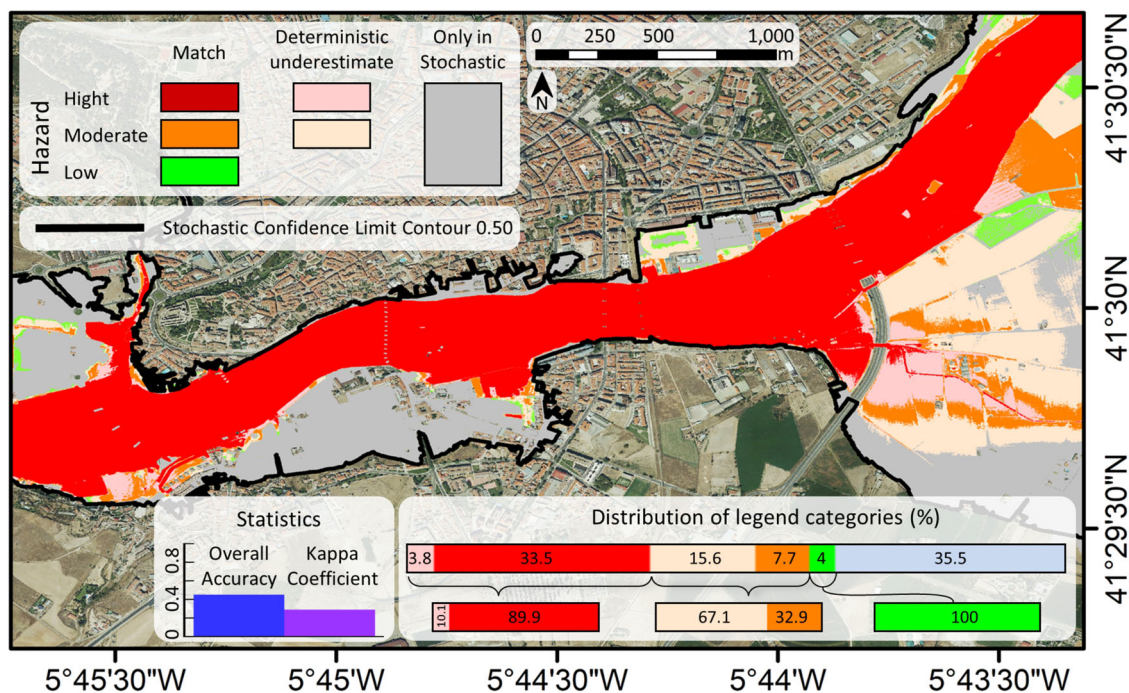 Match
Deterministic
underestimate
Only in
Stochastic
Hazard
Hight
Moderate
Low
Stochastic Confidence Limit Contour 0.50
0 250 500 1,000
m
N
41°30'30"N
41°30'N
41°29'30"N
Statistics
Overall
Accuracy
Kappa
Coefficient
0.8
0.4
0
Distribution of legend categories (%)
3.8 33.5 15.6 7.7 4 35.5
10.1 89.9 67.1 32.9 100
5°45'30"W 5°45'W 5°44'30"W 5°44'W 5°43'30"W